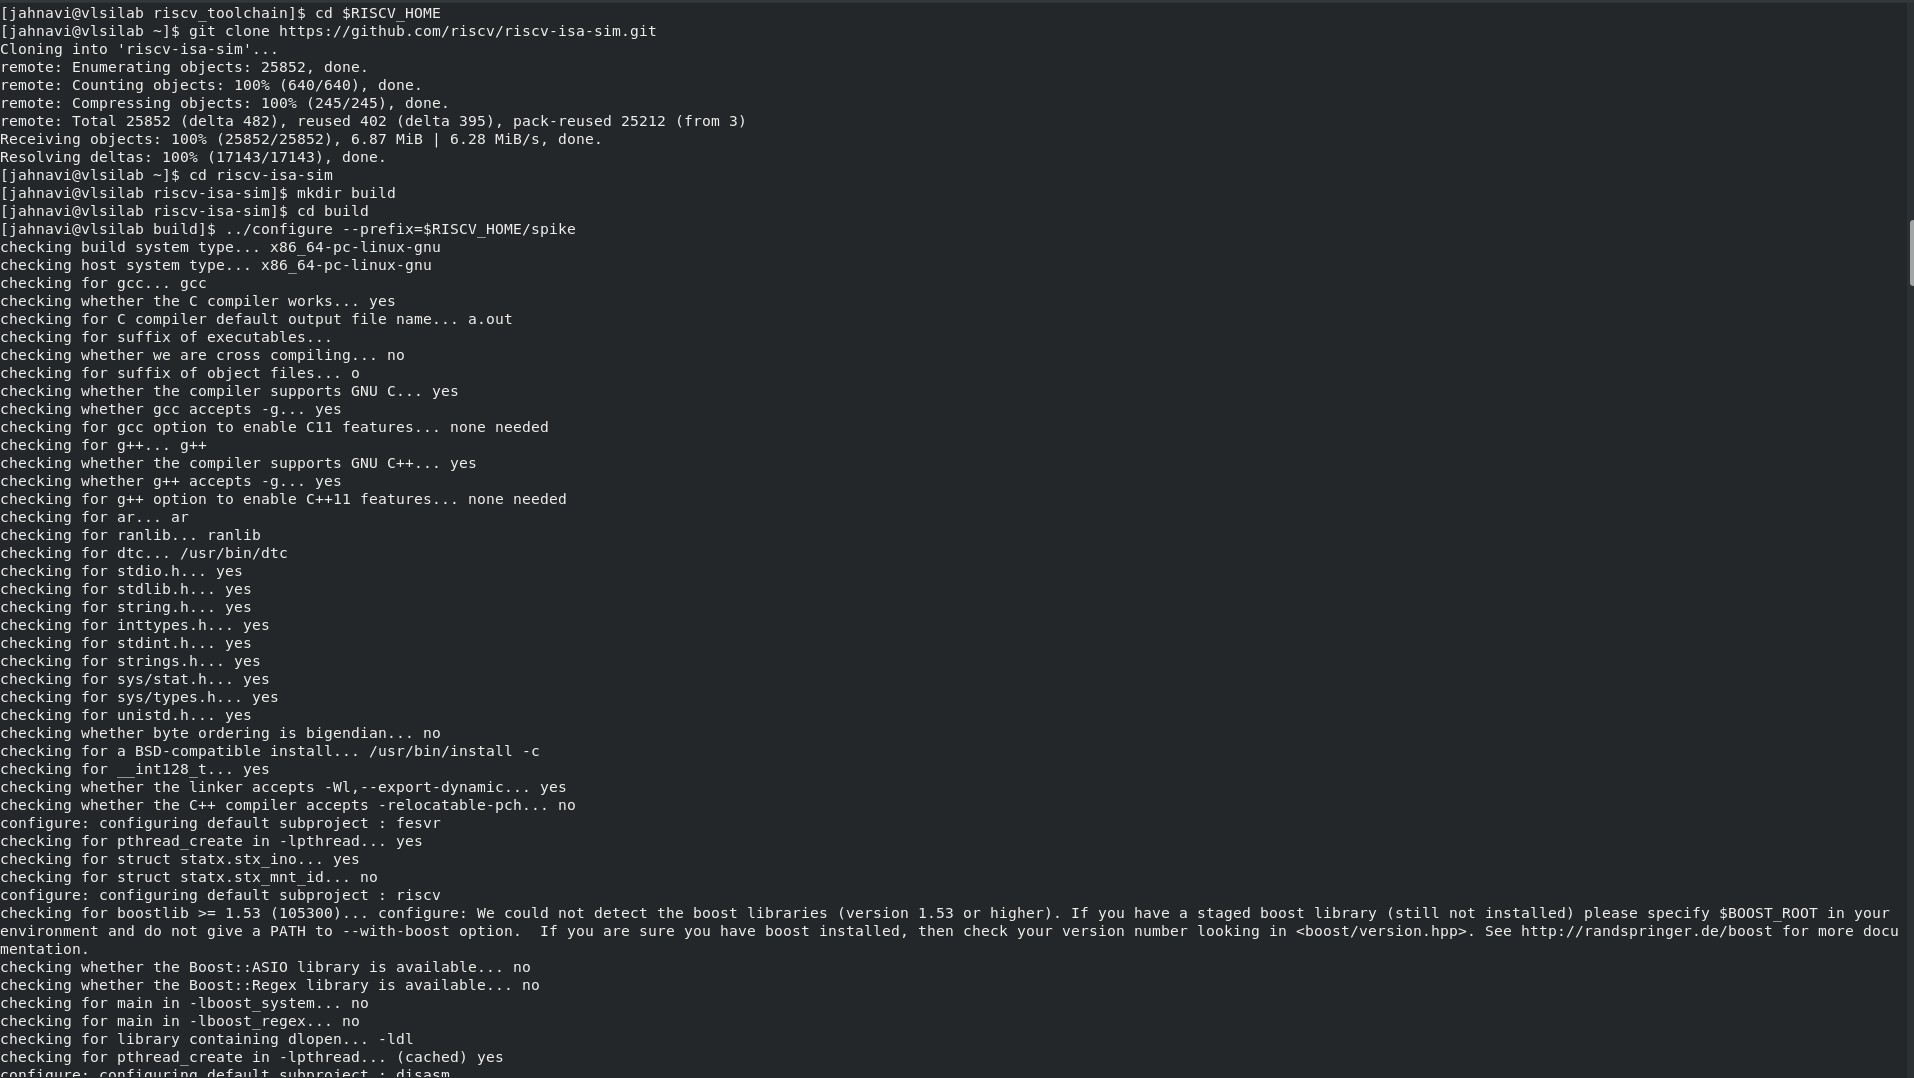 [jahnavi@vlsilab riscv_toolchain]$ cd $RISCV_HOME
[jahnavi@vlsilab ~]$ git clone https://github.com/riscv/riscv-isa-sim.git
Cloning into 'riscv-isa-sim'...
remote: Enumerating objects: 25852, done.
remote: Counting objects: 100% (640/640), done.
remote: Compressing objects: 100% (245/245), done.
remote: Total 25852 (delta 482), reused 402 (delta 395), pack-reused 25212 (from 3)
Receiving objects: 100% (25852/25852), 6.87 MiB | 6.28 MiB/s, done.
Resolving deltas: 100% (17143/17143), done.
[jahnavi@vlsilab ~]$ cd riscv-isa-sim
[jahnavi@vlsilab riscv-isa-sim]$ mkdir build
[jahnavi@vlsilab riscv-isa-sim]$ cd build
[jahnavi@vlsilab build]$ ../configure --prefix=$RISCV_HOME/spike
checking build system type... x86_64-pc-linux-gnu
checking host system type... x86_64-pc-linux-gnu
checking for gcc... gcc
checking whether the C compiler works... yes
checking for C compiler default output file name... a.out
checking for suffix of executables...
checking whether we are cross compiling... no
checking for suffix of object files... o
checking whether the compiler supports GNU C... yes
checking whether gcc accepts -g... yes
checking for gcc option to enable C11 features... none needed
checking for g++... g++
checking whether the compiler supports GNU C++... yes
checking whether g++ accepts -g... yes
checking for g++ option to enable C++11 features... none needed
checking for ar... ar
checking for ranlib... ranlib
checking for dtc... /usr/bin/dtc
checking for stdio.h... yes
checking for stdlib.h... yes
checking for string.h... yes
checking for inttypes.h... yes
checking for stdint.h... yes
checking for strings.h... yes
checking for sys/stat.h... yes
checking for sys/types.h... yes
checking for unistd.h... yes
checking whether byte ordering is bigendian... no
checking for a BSD-compatible install... /usr/bin/install -c
checking for __int128_t... yes
checking whether the linker accepts -Wl,--export-dynamic... yes
checking whether the C++ compiler accepts -relocatable-pch... no
configure: configuring default subproject : fesvr
checking for pthread_create in -lpthread... yes
checking for struct statx.stx_ino... yes
checking for struct statx.stx_mnt_id... no
configure: configuring default subproject : riscv
checking for boostlib >= 1.53 (105300)... configure: We could not detect the boost libraries (version 1.53 or higher). If you have a staged boost library (still not installed) please specify $BOOST_ROOT in your
environment and do not give a PATH to --with-boost option.  If you are sure you have boost installed, then check your version number looking in <boost/version.hpp>. See http://randspringer.de/boost for more docu
mentation.
checking whether the Boost::ASIO library is available... no
checking whether the Boost::Regex library is available... no
checking for main in -lboost_system... no
checking for main in -lboost_regex... no
checking for library containing dlopen... -ldl
checking for pthread_create in -lpthread... (cached) yes
configure: configuring default subproject : disasm